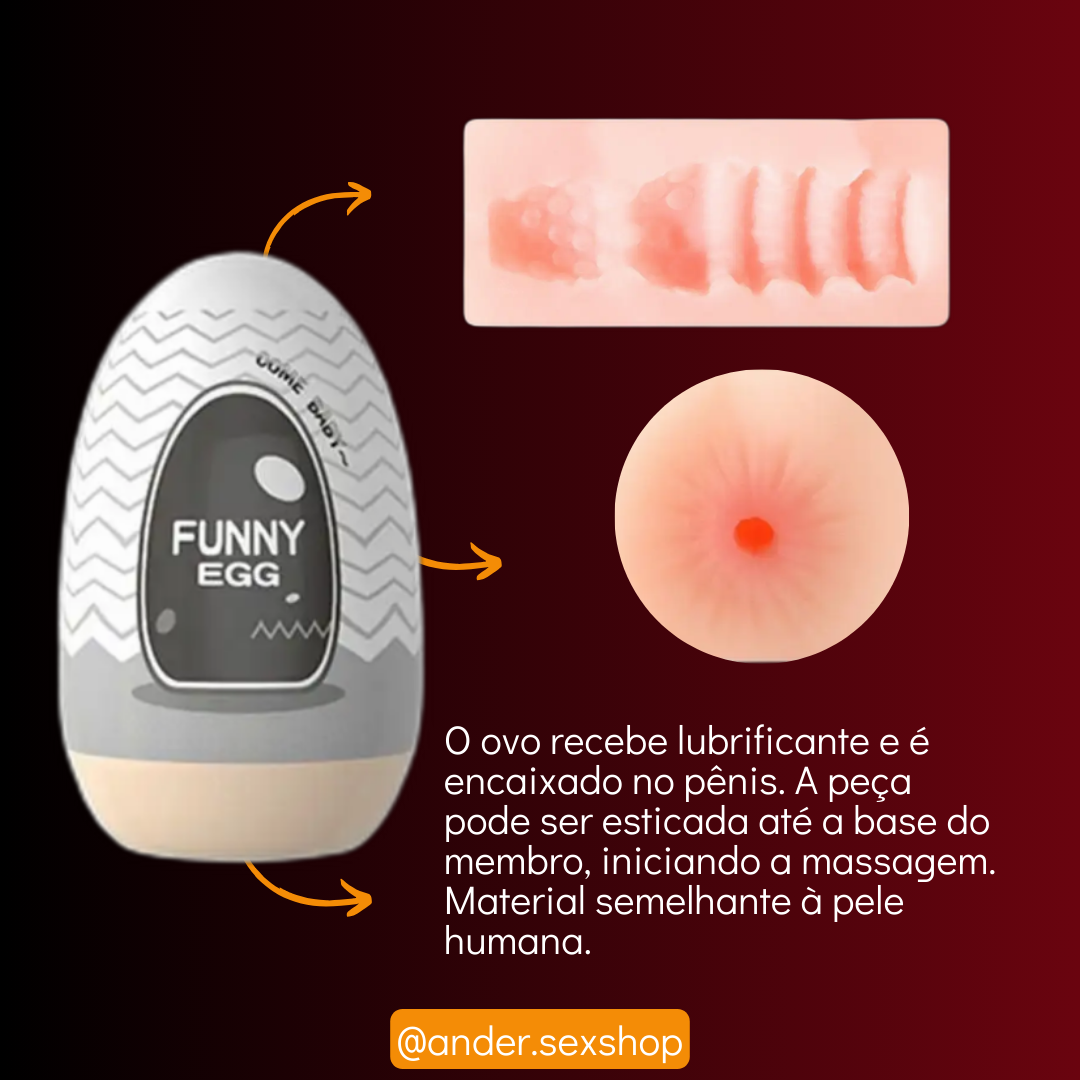 COME BABY~
FUNNY
EGG
O ovo recebe lubrificante e é
encaixado no pênis. A peça
pode ser esticada até a base do
membro, iniciando a massagem.
Material semelhante à pele
humana.
@ander.sexshop